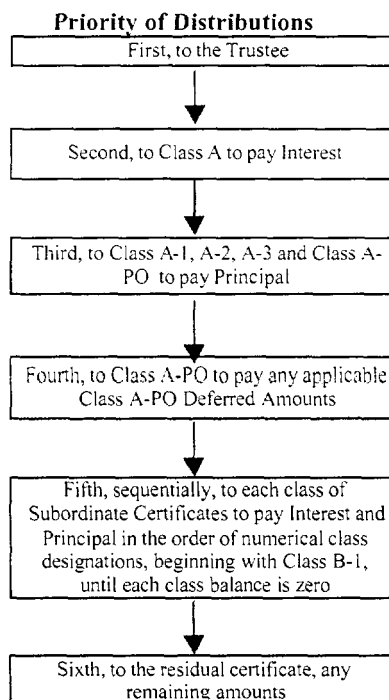 Priority of Distributions
First, to the Trustee
Second, to Class A to pay Interest
Third, to Class A-1, A-2, A-3 and Class A-
PO to pay Principal
Fourth, to Class A-PO to pay any applicable
Class A-PO Deferred Amounts
Fifth, sequentially, to each class of
Subordinate Certificates to pay Interest and
Principal in the order of numerical class
designations, beginning with Class B-1,
until each class balance is zero
Sixth, to the residual certificate, any
remaining amounts